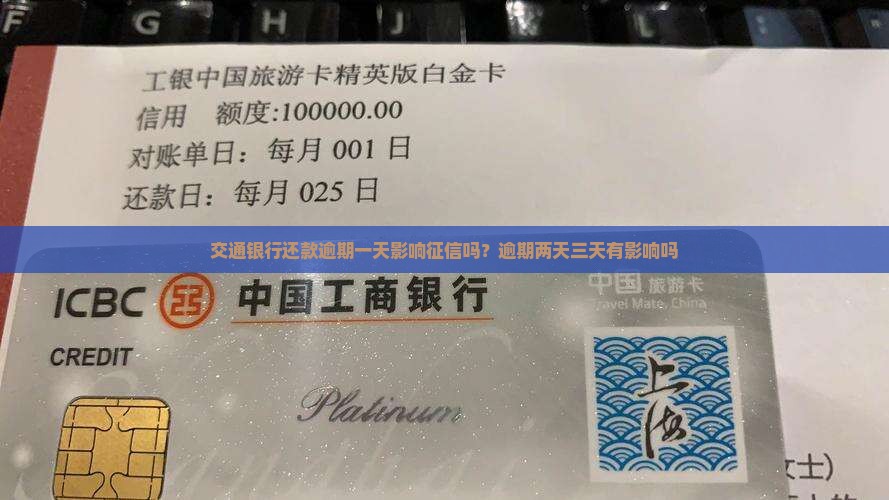 F G H J
工银中国旅游卡精英版白金卡
信用 额度:100000.00
对账单日：每月 001 日
还款日：每月 025 日
交通银行还款逾期一天影响征信吗？逾期两天三天有影响吗
中国 旅游卡
Travel Mate, China
ICBC 中国工商银行
CREDIT
Platinum
上海
女士)